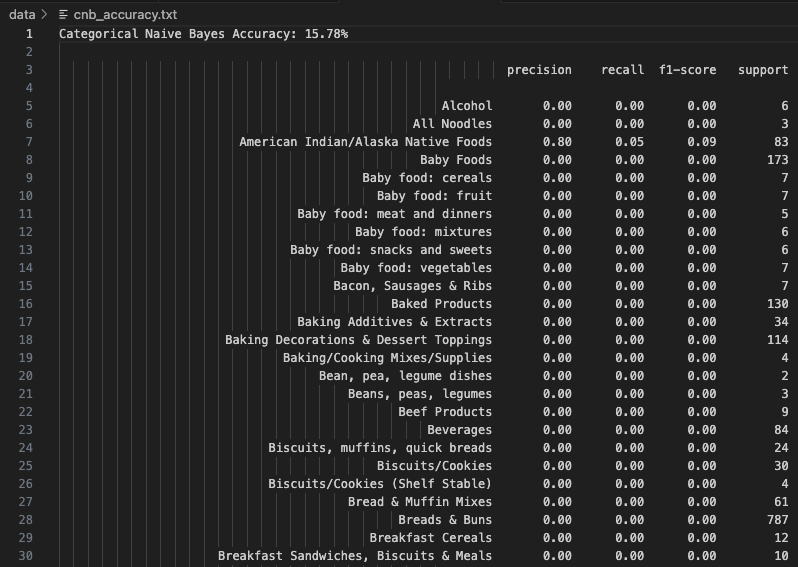 data > cnb_accuracy.txt
1 Categorical Naive Bayes Accuracy: 15.78%
2
3 precision recall f1-score support
4
5 Alcohol 0.00 0.00 0.00 6
6 All Noodles 0.00 0.00 0.00 3
7 American Indian/Alaska Native Foods 0.80 0.05 0.09 83
8 Baby Foods 0.00 0.00 0.00 173
9 Baby food: cereals 0.00 0.00 0.00 7
10 Baby food: fruit 0.00 0.00 0.00 7
11 Baby food: meat and dinners 0.00 0.00 0.00 5
12 Baby food: mixtures 0.00 0.00 0.00 6
13 Baby food: snacks and sweets 0.00 0.00 0.00 6
14 Baby food: vegetables 0.00 0.00 0.00 7
15 Bacon, Sausages & Ribs 0.00 0.00 0.00 7
16 Baked Products 0.00 0.00 0.00 130
17 Baking Additives & Extracts 0.00 0.00 0.00 34
18 Baking Decorations & Dessert Toppings 0.00 0.00 0.00 114
19 Baking/Cooking Mixes/Supplies 0.00 0.00 0.00 4
20 Bean, pea, legume dishes 0.00 0.00 0.00 2
21 Beans, peas, legumes 0.00 0.00 0.00 3
22 Beef Products 0.00 0.00 0.00 9
23 Beverages 0.00 0.00 0.00 84
24 Biscuits, muffins, quick breads 0.00 0.00 0.00 24
25 Biscuits/Cookies 0.00 0.00 0.00 30
26 Biscuits/Cookies (Shelf Stable) 0.00 0.00 0.00 4
27 Bread & Muffin Mixes 0.00 0.00 0.00 61
28 Breads & Buns 0.00 0.00 0.00 787
29 Breakfast Cereals 0.00 0.00 0.00 12
30 Breakfast Sandwiches, Biscuits & Meals 0.00 0.00 0.00 10